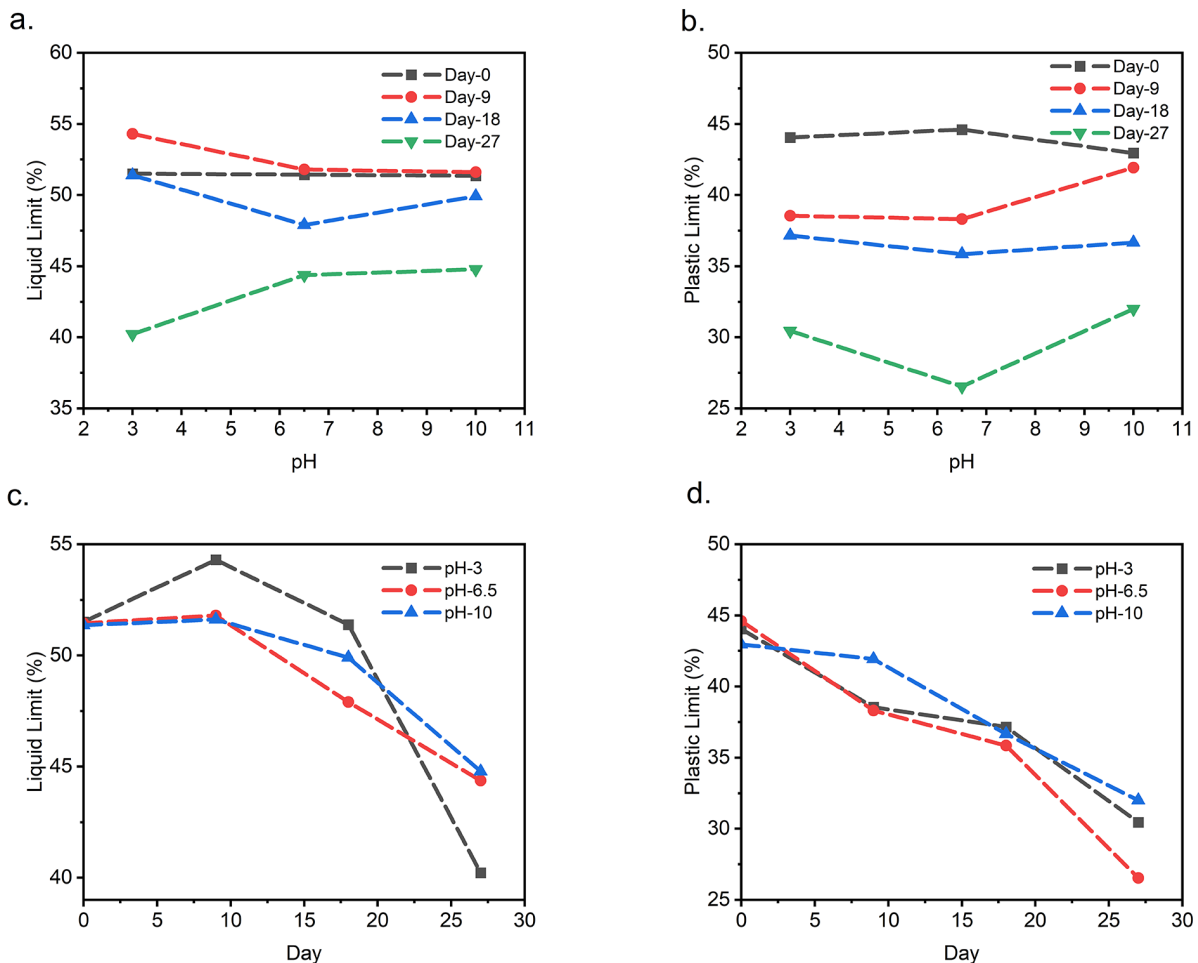 a.
60
55
50
45
40
35
2 3 4 5 6 7 8 9 10 11
Liquid Limit (%)
pH
Day-0
Day-9
Day-18
Day-27
b.
50
45
40
35
30
25
2 3 4 5 6 7 8 9 10 11
Plastic Limit (%)
pH
Day-0
Day-9
Day-18
Day-27
c.
55
50
45
40
0 5 10 15 20 25 30
Liquid Limit (%)
Day
pH-3
pH-6.5
pH-10
d.
50
45
40
35
30
25
0 5 10 15 20 25 30
Plastic Limit (%)
Day
pH-3
pH-6.5
pH-10